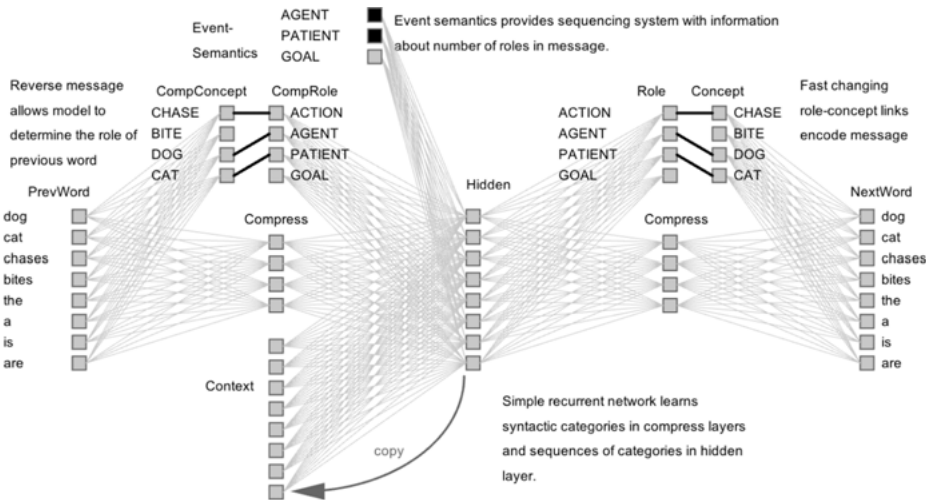 AGENT
Event-
PATIENT
Semantics
GOAL
Event semantics provides sequencing system with information
about number of roles in message.
Reverse message
allows model to
determine the role of
previous word
CompConcept
CHASE
BITE
DOG
CAT
CompRole
ACTION
AGENT
PATIENT
GOAL
Role
ACTION
AGENT
PATIENT
GOAL
Concept
CHASE
BITE
DOG
CAT
Fast changing
role-concept links
encode message
PrevWord
dog
cat
chases
bites
the
a
is
are
Compress
Context
Hidden
Compress
NextWord
dog
cat
chases
bites
the
a
is
are
copy
Simple recurrent network learns
syntactic categories in compress layers
and sequences of categories in hidden
layer.